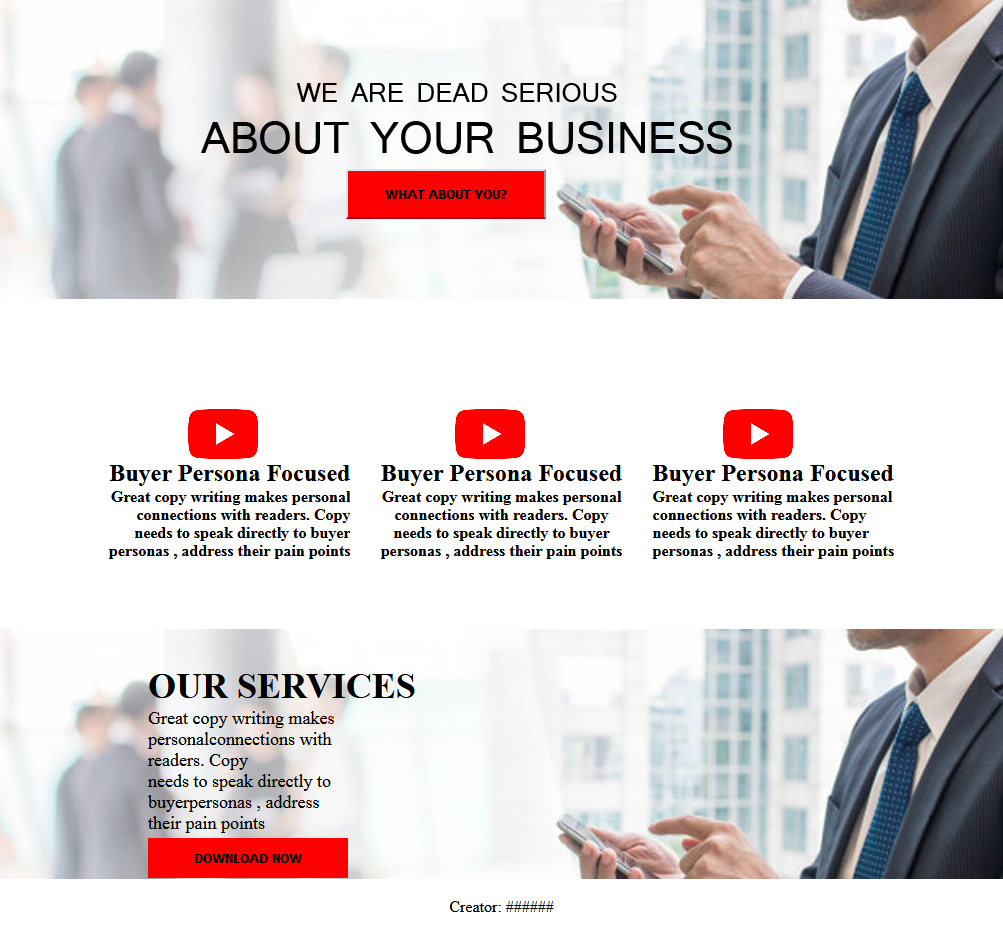 WE ARE DEAD SERIOUS
ABOUT YOUR BUSINESS
WHAT ABOUT YOU?
Buyer Persona Focused
Great copy writing makes personal
connections with readers. Copy
needs to speak directly to buyer
personas , address their pain points
Buyer Persona Focused
Great copy writing makes personal
connections with readers. Copy
needs to speak directly to buyer
personas , address their pain points
Buyer Persona Focused
Great copy writing makes personal
connections with readers. Copy
needs to speak directly to buyer
personas , address their pain points
OUR SERVICES
Great copy writing makes
personalconnections with
readers. Copy
needs to speak directly to
buyerpersonas , address
their pain points
DOWNLOAD NOW
Creator: ######